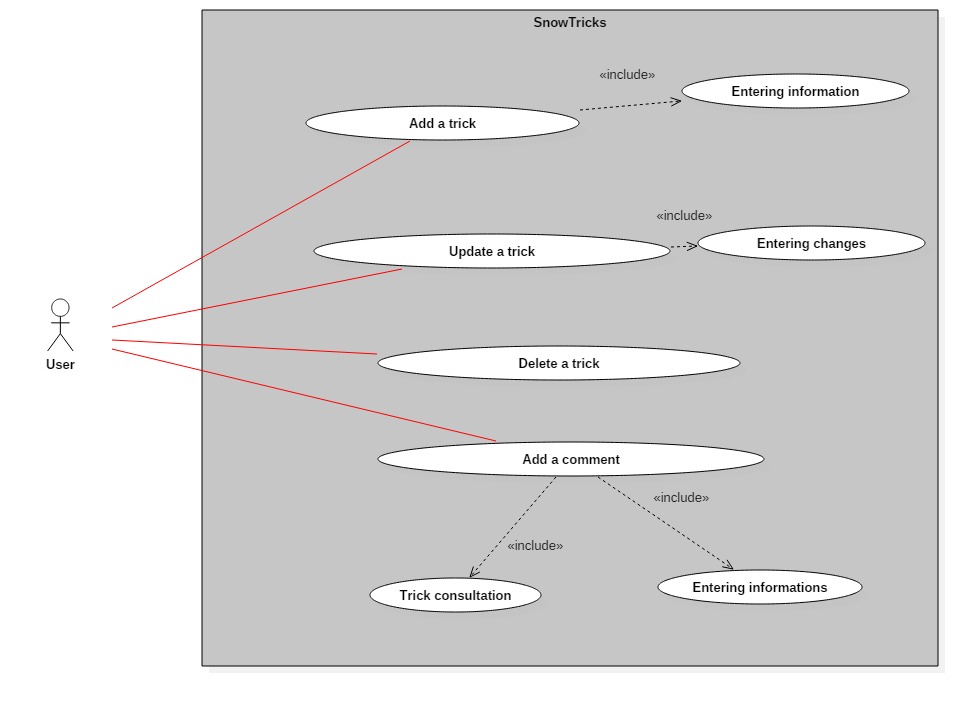 SnowTricks
«include»
Entering information
Add a trick
«include»
Entering changes
Update a trick
User
Delete a trick
Add a comment
«include»
«include»
Trick consultation
Entering informations